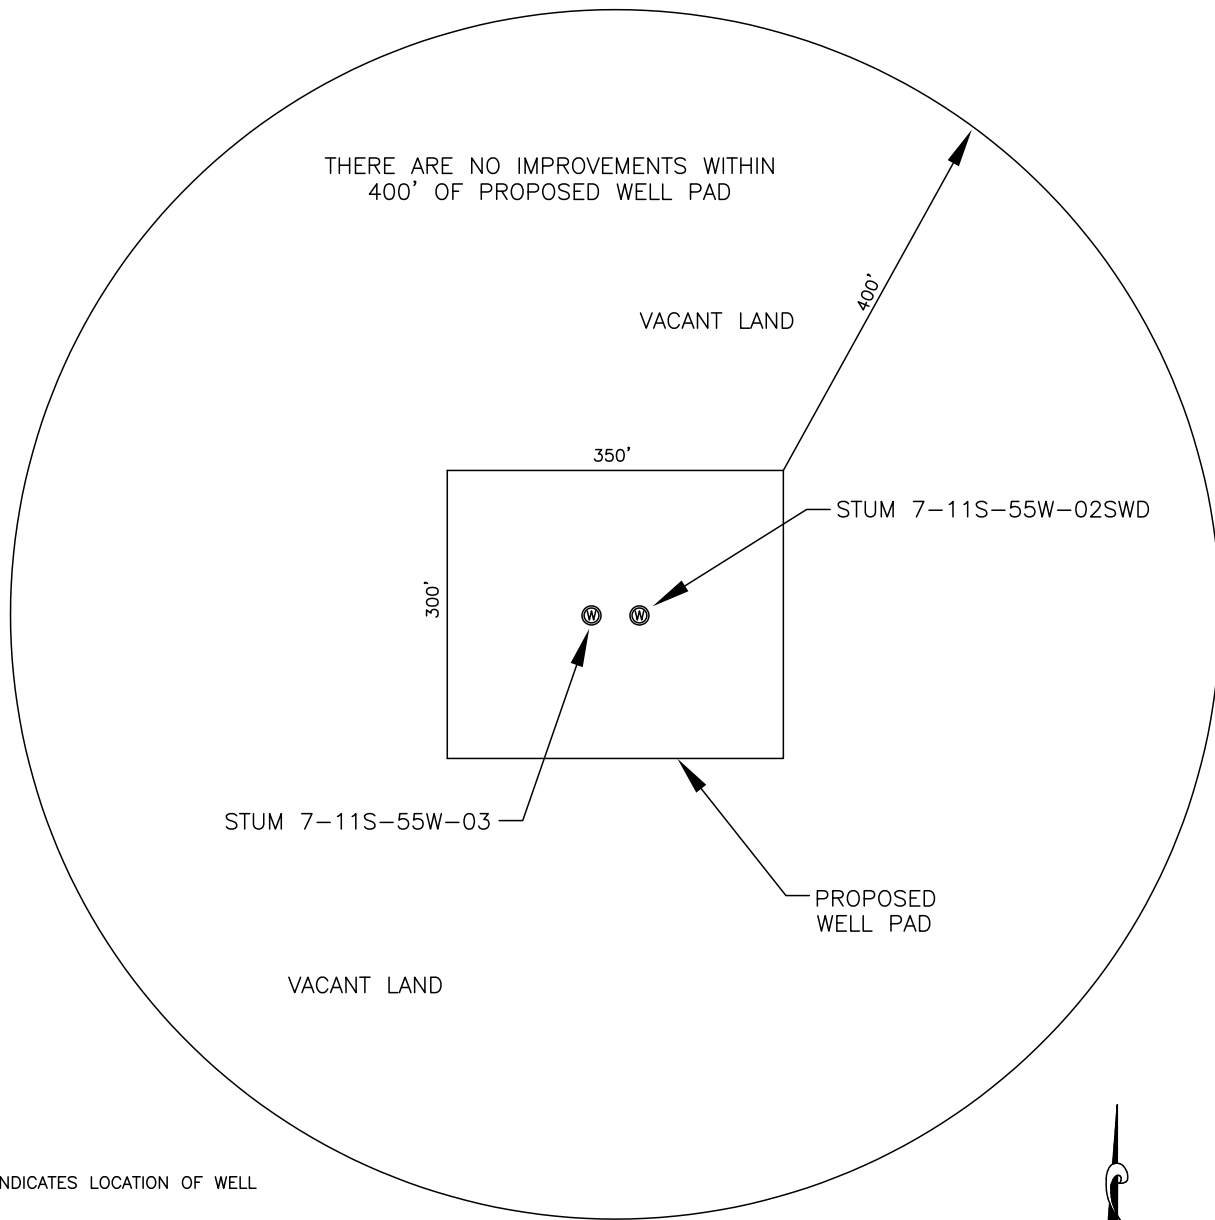 THERE ARE NO IMPROVEMENTS WITHIN
400' OF PROPOSED WELL PAD
400'
VACANT LAND
350'
STUM 7-11S-55W-02SWD
300'
W W
STUM 7-11S-55W-03
PROPOSED
WELL PAD
VACANT LAND
NDICATES LOCATION OF WELL